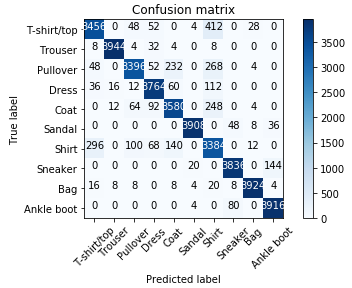 Confusion matrix
T-shirt/top 3456 0 48 52 0 4 412 0 28 0
Trouser 8 3944 4 32 4 0 8 0 0 0
Pullover 48 0 3396 52 232 0 268 0 4 0
Dress 36 16 12 3764 60 0 112 0 0 0
Coat 0 12 64 92 3580 0 248 0 4 0
Sandal 0 0 0 0 0 3908 0 48 8 36
Shirt 296 0 100 68 140 0 3384 0 12 0
Sneaker 0 0 0 0 0 20 0 3836 0 144
Bag 16 8 8 0 8 4 20 8 3924 4
Ankle boot 0 0 0 0 0 4 0 80 0 3916
T-shirt/top Trouser Pullover Dress Coat Sandal Shirt Sneaker Bag Ankle boot
True label
Predicted label
3500
3000
2500
2000
1500
1000
500
0